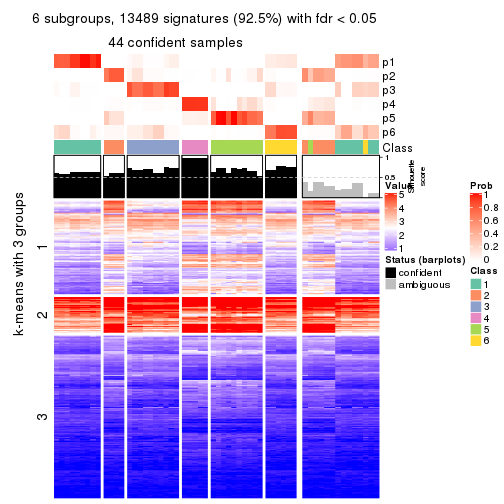 6 subgroups, 13489 signatures (92.5%) with fdr < 0.05
44 confident samples
p1
p2
p3
p4
p5
p6
Class
1
0.5
0
Silhouette
score
k-means with 3 groups
1
2
3
Value
5
4
3
2
1
Status (barplots)
confident
ambiguous
Prob
1
0.8
0.6
0.4
0.2
0
Class
1
2
3
4
5
6